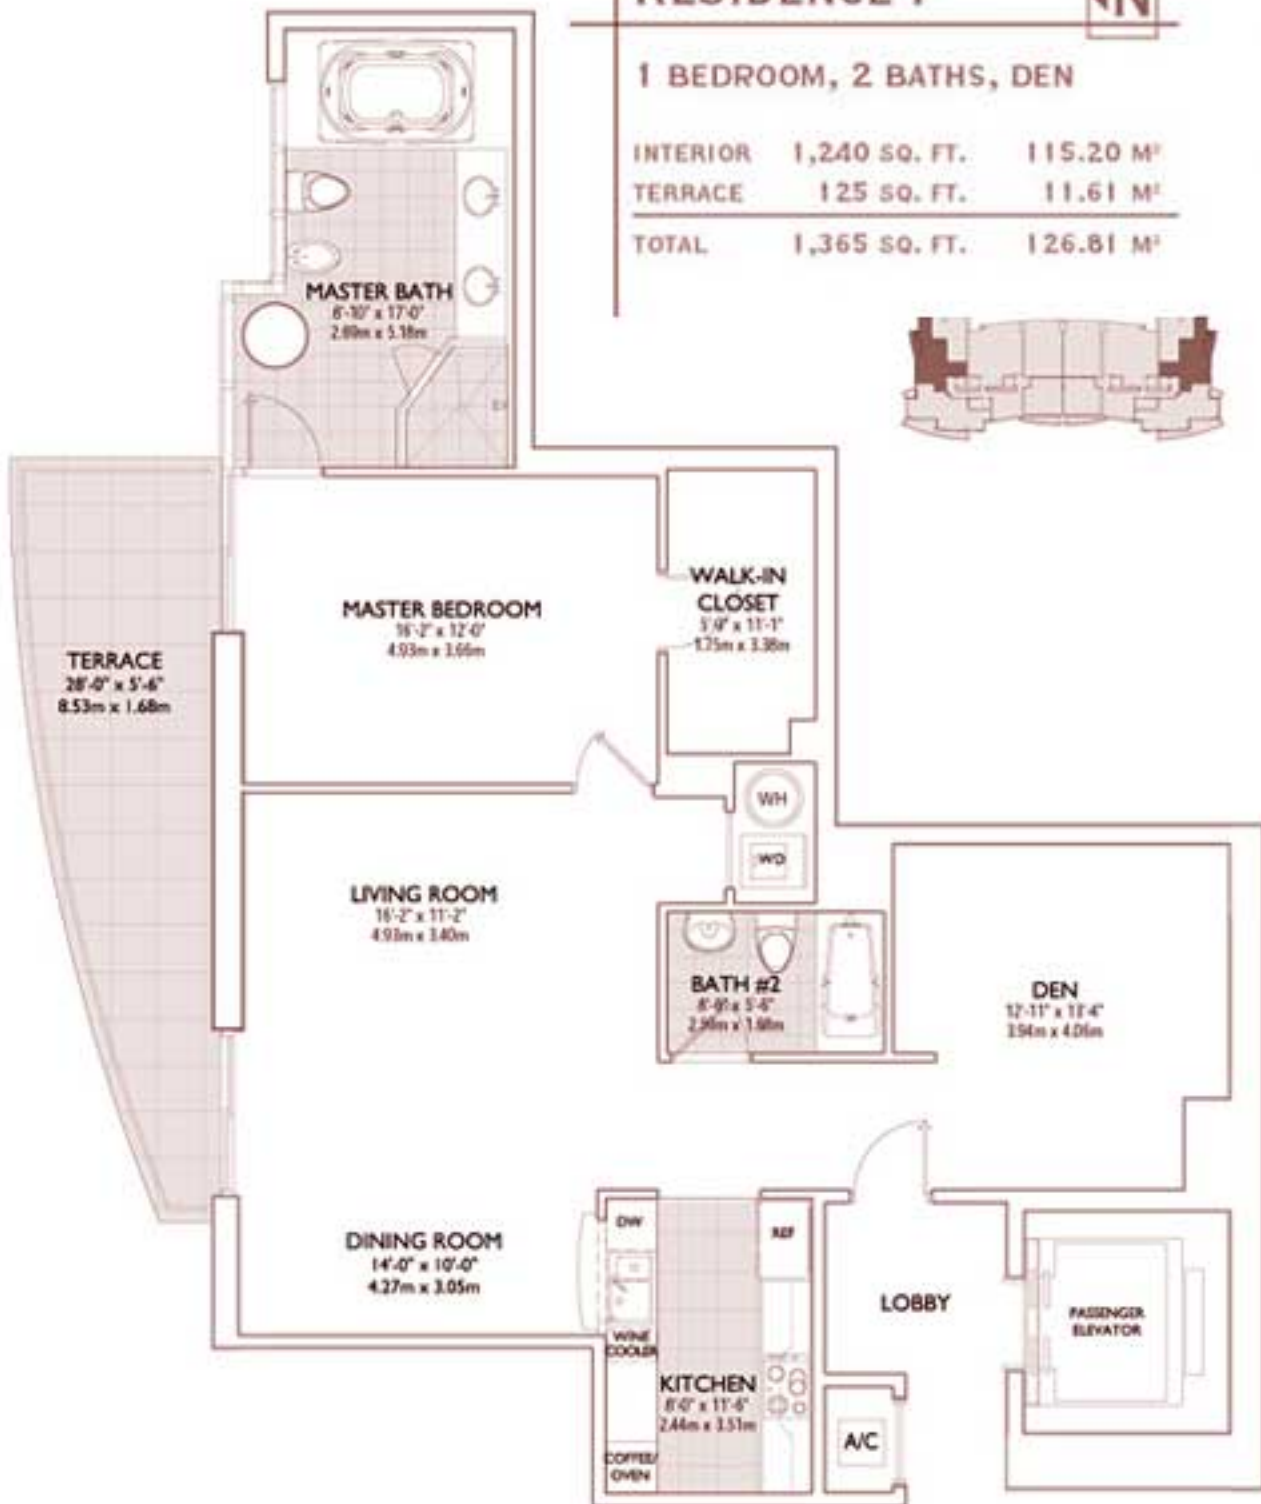 1 BEDROOM, 2 BATHS, DEN
INTERIOR 1,240 SQ. FT. 115.20 M²
TERRACE 125 SQ. FT. 11.61 M²
TOTAL 1,365 SQ. FT. 126.81 M²
MASTER BATH
8'-10" x 17'-0"
2.69m x 5.18m
MASTER BEDROOM
16'-2" x 12'-0"
4.93m x 3.66m
WALK-IN
CLOSET
5'-9" x 11'-1"
1.75m x 3.38m
TERRACE
28'-0" x 5'-6"
8.53m x 1.68m
WH
WD
LIVING ROOM
16'-2" x 11'-2"
4.93m x 3.40m
BATH #2
x 5'-6"
x 1.68m
DEN
12'-11" x 13'-4"
3.94m x 4.06m
DINING ROOM
14'-0" x 10'-0"
4.27m x 3.05m
DW
REF
WINE
COOLER
KITCHEN
8'-0" x 11'-6"
2.44m x 3.51m
COFFEE/
OVEN
LOBBY
PASSENGER
ELEVATOR
A/C